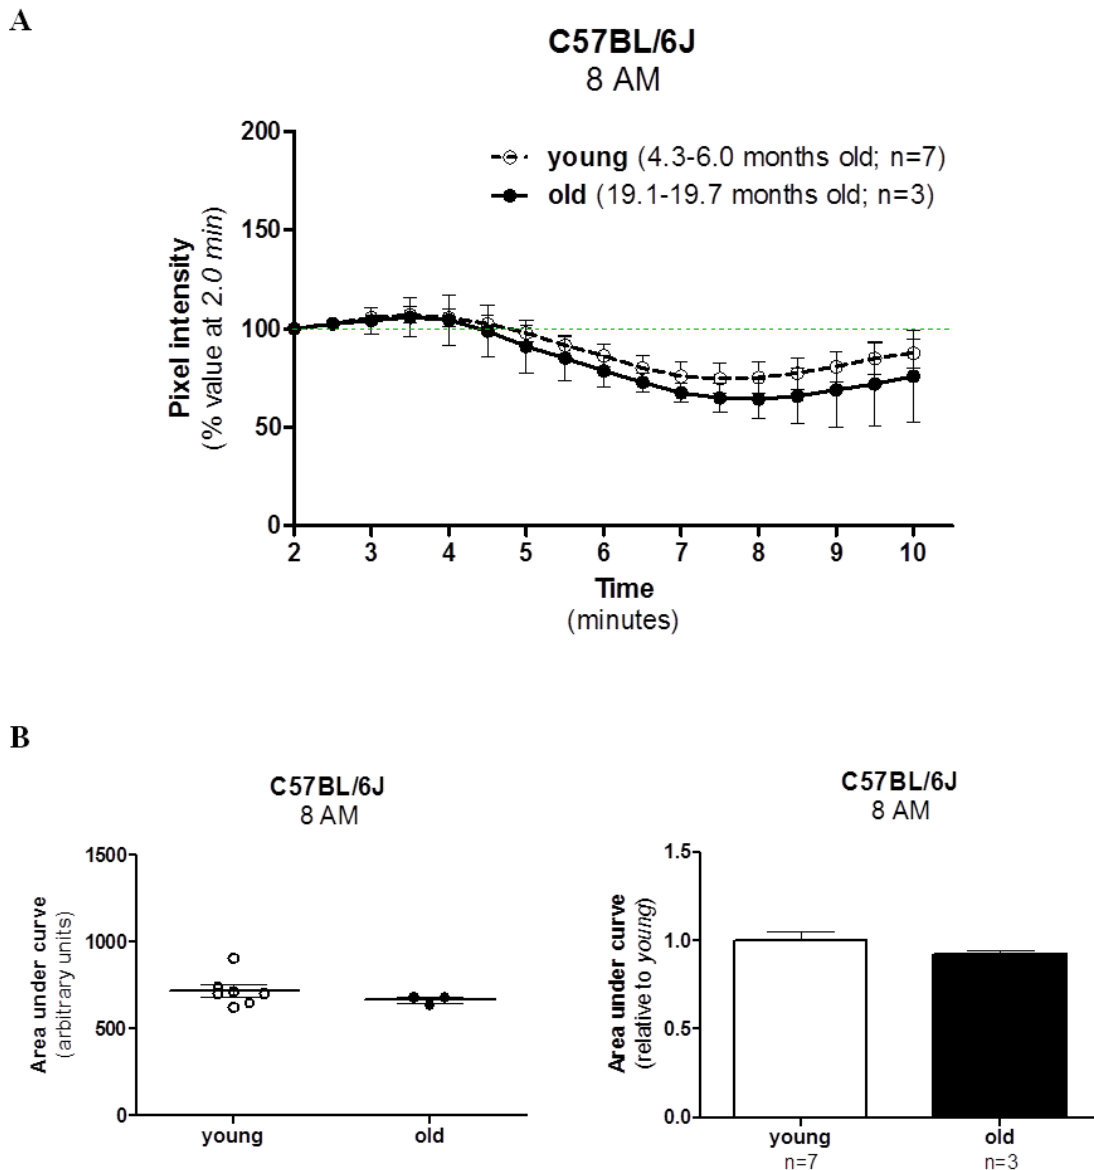 A
C57BL/6J
8 AM
200
150
100
50
0
Pixel intensity
(% value at 2.0 min)
young (4.3-6.0 months old; n=7)
old (19.1-19.7 months old; n=3)
2 3 4 5 6 7 8 9 10
Time
(minutes)
B
C57BL/6J
8 AM
1500
1000
500
0
Area under curve
(arbitrary units)
young old
C57BL/6J
8 AM
1.5
1.0
0.5
0.0
Area under curve
(relative to young)
young old
n=7 n=3